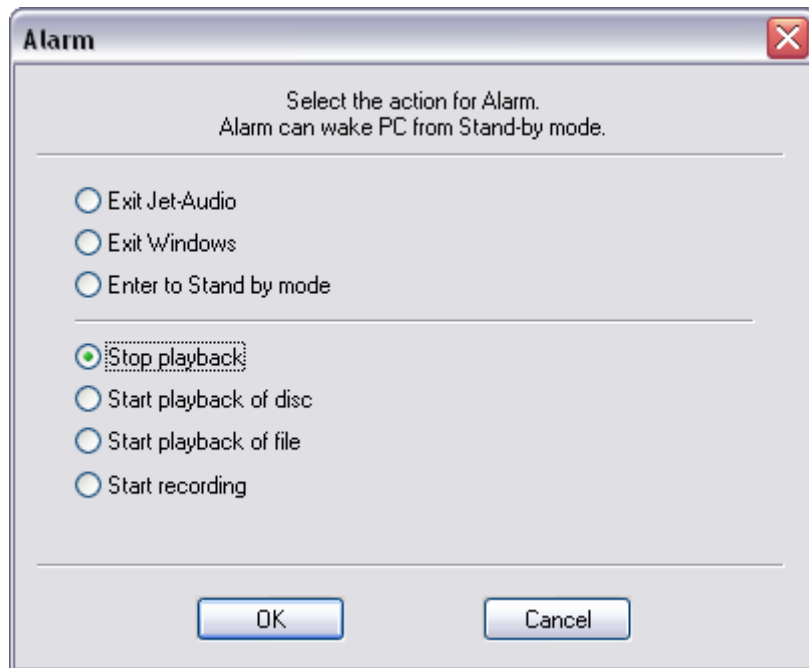 Alarm
Select the action for Alarm.
Alarm can wake PC from Stand-by mode.
Exit Jet-Audio
Exit Windows
Enter to Stand by mode
Stop playback
Start playback of disc
Start playback of file
Start recording
OK
Cancel